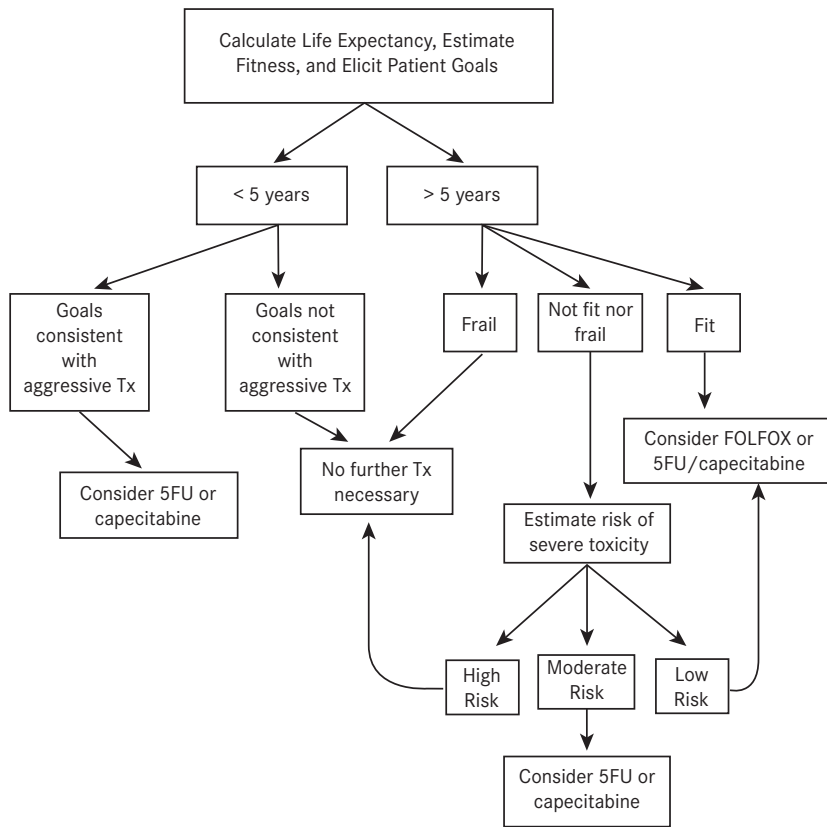 Calculate Life Expectancy, Estimate
Fitness, and Elicit Patient Goals
< 5 years
> 5 years
Goals
consistent
with
aggressive Tx
Goals not
consistent
with
aggressive Tx
Frail
Not fit nor
frail
Fit
Consider 5FU or
capecitabine
No further Tx
necessary
Consider FOLFOX or
5FU/capecitabine
Estimate risk of
severe toxicity
High
Risk
Moderate
Risk
Low
Risk
Consider 5FU or
capecitabine